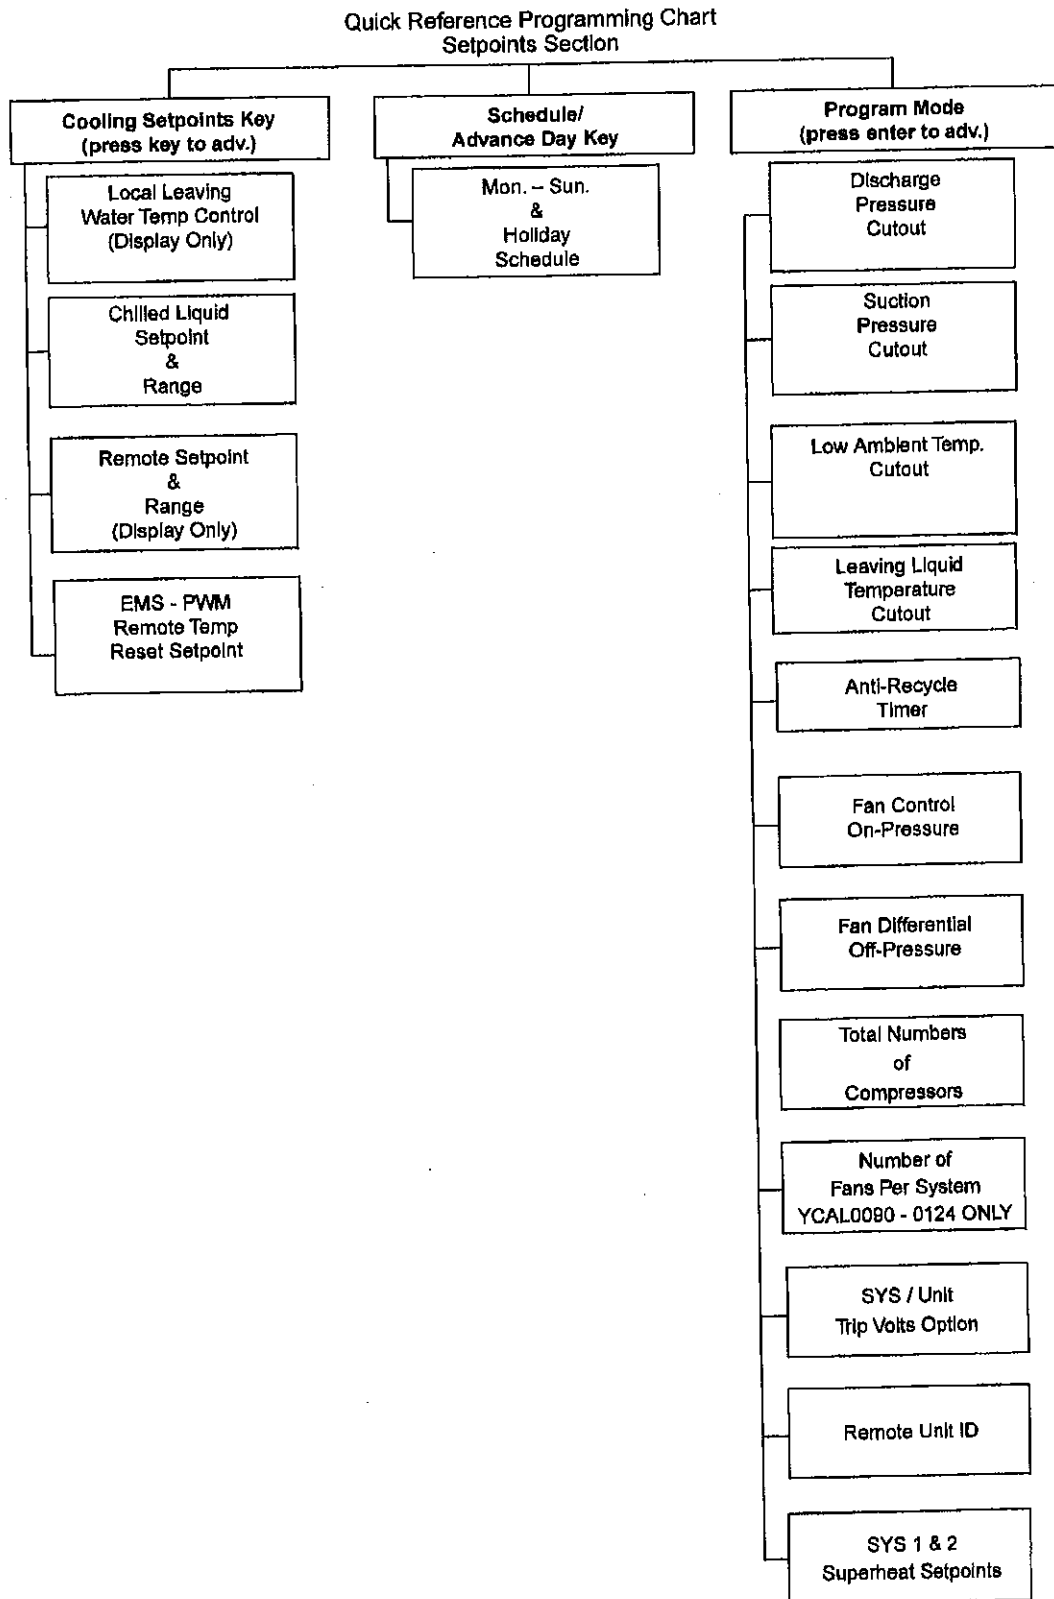 Quick Reference Programming Chart
Setpoints Section
Cooling Setpoints Key
(press key to adv.)
Local Leaving
Water Temp Control
(Display Only)
Chilled Liquid
Setpoint
&
Range
Remote Setpoint
&
Range
(Display Only)
EMS - PWM
Remote Temp
Reset Setpoint
Schedule/
Advance Day Key
Mon. – Sun.
&
Holiday
Schedule
Program Mode
(press enter to adv.)
Discharge
Pressure
Cutout
Suction
Pressure
Cutout
Low Ambient Temp.
Cutout
Leaving Liquid
Temperature
Cutout
Anti-Recycle
Timer
Fan Control
On-Pressure
Fan Differential
Off-Pressure
Total Numbers
of
Compressors
Number of
Fans Per System
YCAL0090 - 0124 ONLY
SYS / Unit
Trip Volts Option
Remote Unit ID
SYS 1 & 2
Superheat Setpoints